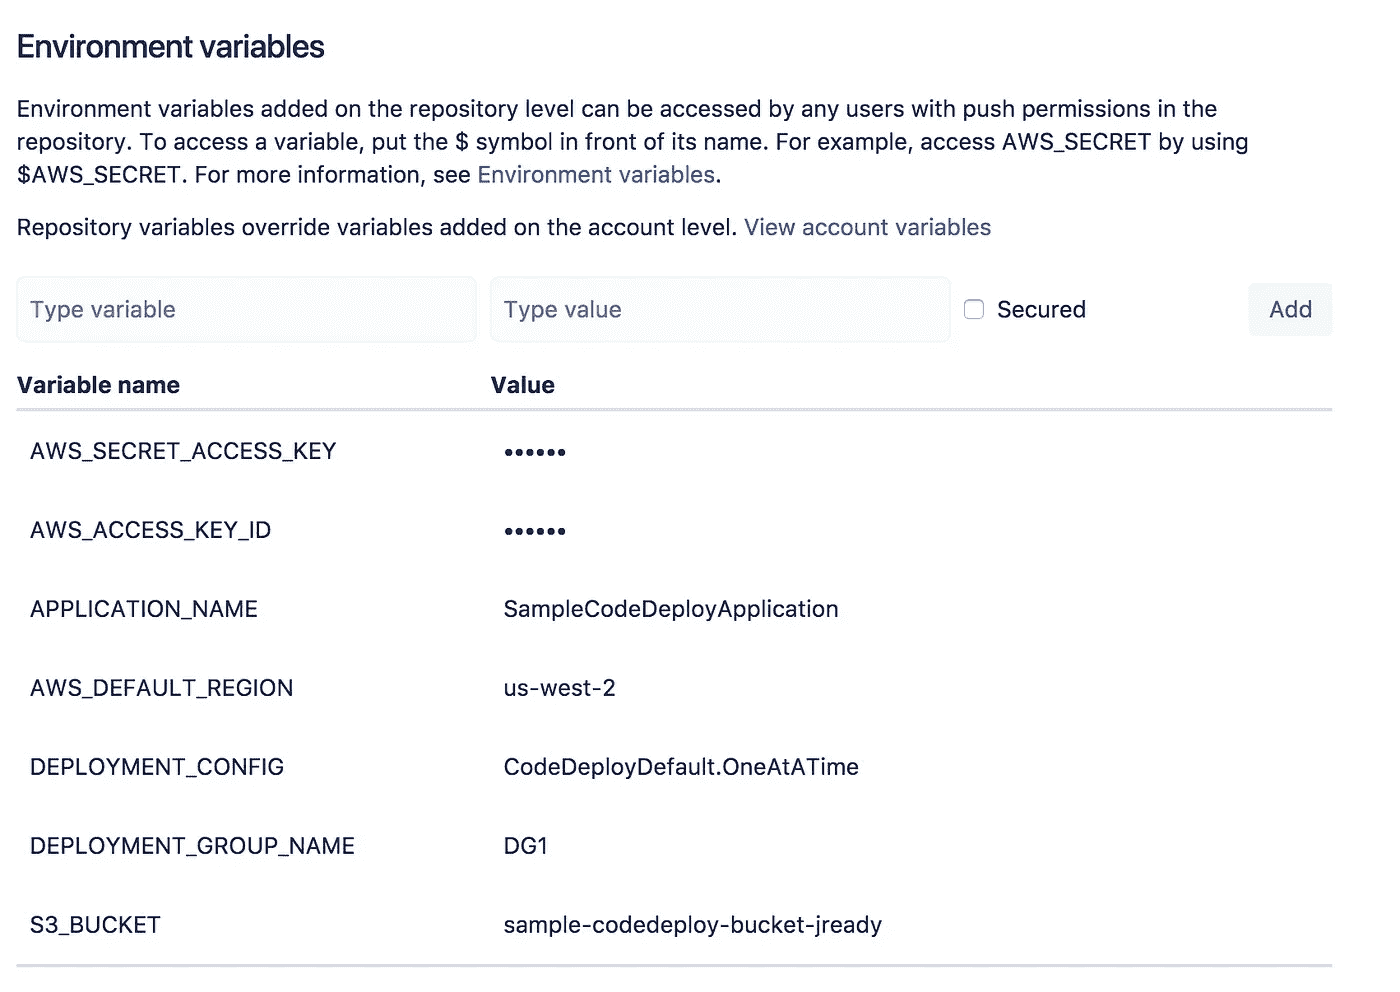 Environment variables
Environment variables added on the repository level can be accessed by any users with push permissions in the
repository. To access a variable, put the $ symbol in front of its name. For example, access AWS_SECRET by using
$AWS_SECRET. For more information, see Environment variables.
Repository variables override variables added on the account level. View account variables
Type variable Type value Secured Add
Variable name Value
AWS_SECRET_ACCESS_KEY ••••••
AWS_ACCESS_KEY_ID ••••••
APPLICATION_NAME SampleCodeDeployApplication
AWS_DEFAULT_REGION us-west-2
DEPLOYMENT_CONFIG CodeDeployDefault.OneAtATime
DEPLOYMENT_GROUP_NAME DG1
S3_BUCKET sample-codedeploy-bucket-jready